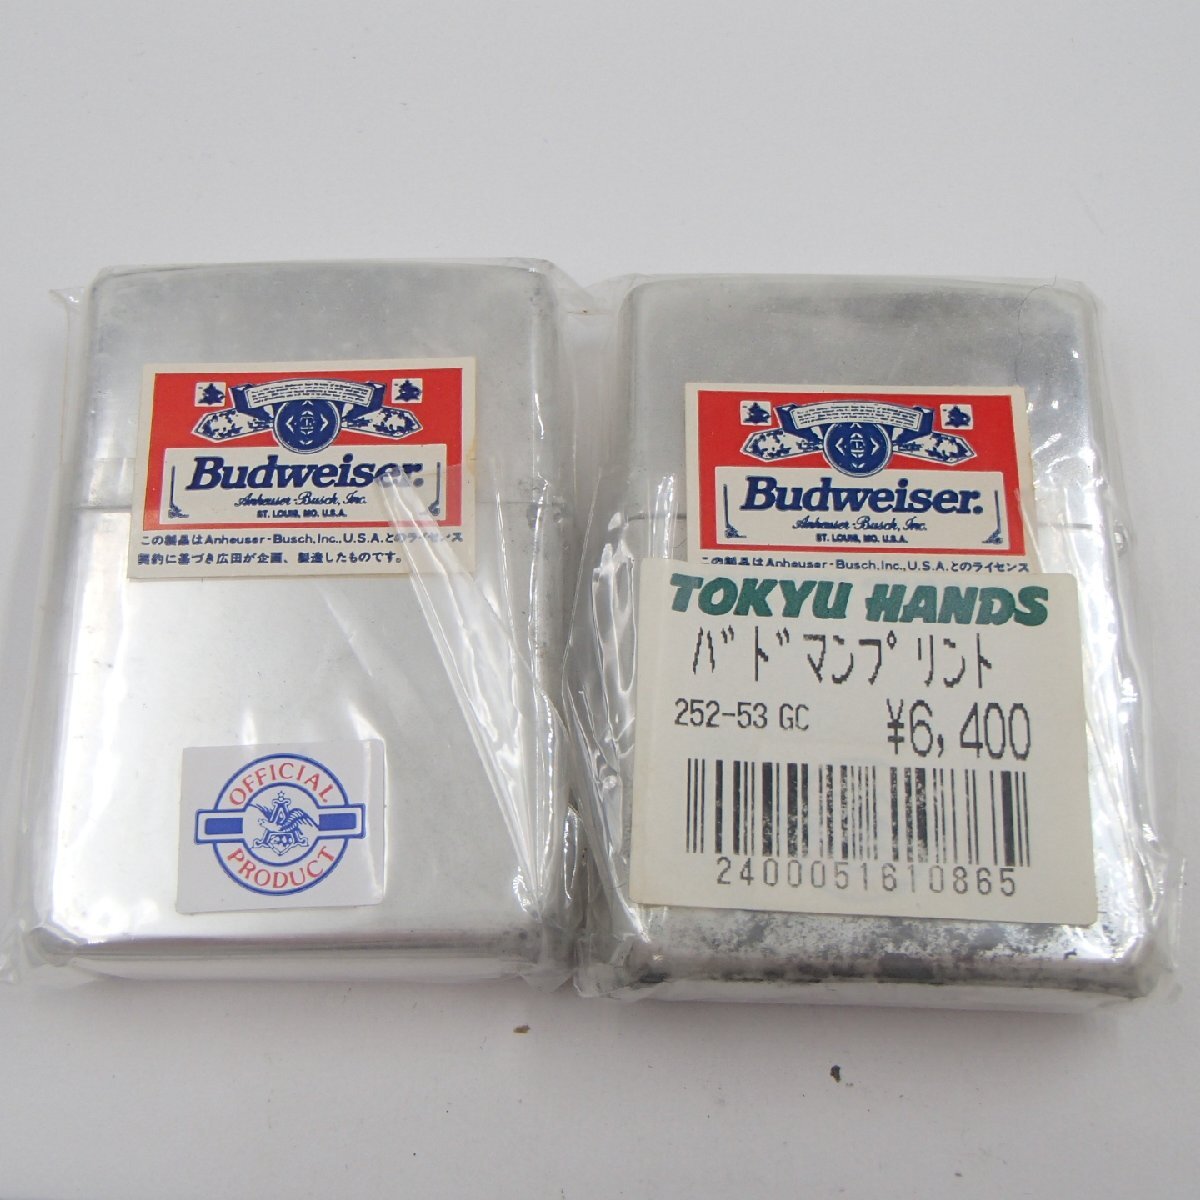 Budweiser.
Anheuser-Busch, Inc.
ST. LOUIS, MO. U.S.A.
この製品はAnheuser-Busch,Inc.,U.S.A.とのライセンス
契約に基づき広田が企画、製造したものです。
OFFICIAL
PRODUCT
Budweiser.
Anheuser-Busch, Inc.
ST. LOUIS, MO. U.S.A.
この製品はAnheuser-Busch,Inc.,U.S.A.とのライセンス
TOKYU HANDS
バドマンプリント
252-53 GC ¥6,400
2400051610865